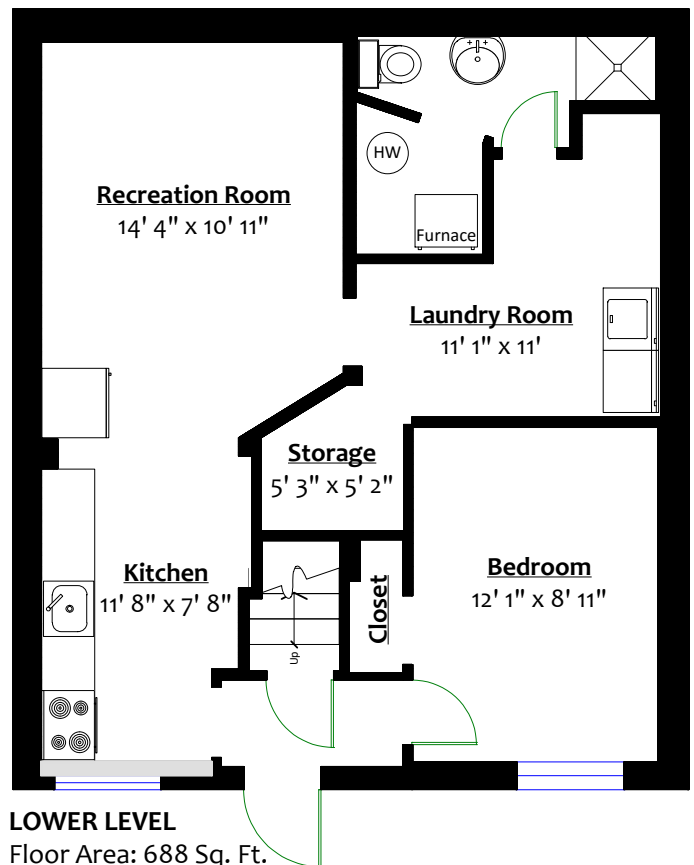 HW
Furnace
Recreation Room
14' 4" x 10' 11"
Laundry Room
11' 1" x 11'
Storage
5' 3" x 5' 2"
Kitchen
11' 8" x 7' 8"
Closet
Bedroom
12' 1" x 8' 11"
Up
LOWER LEVEL
Floor Area: 688 Sq. Ft.